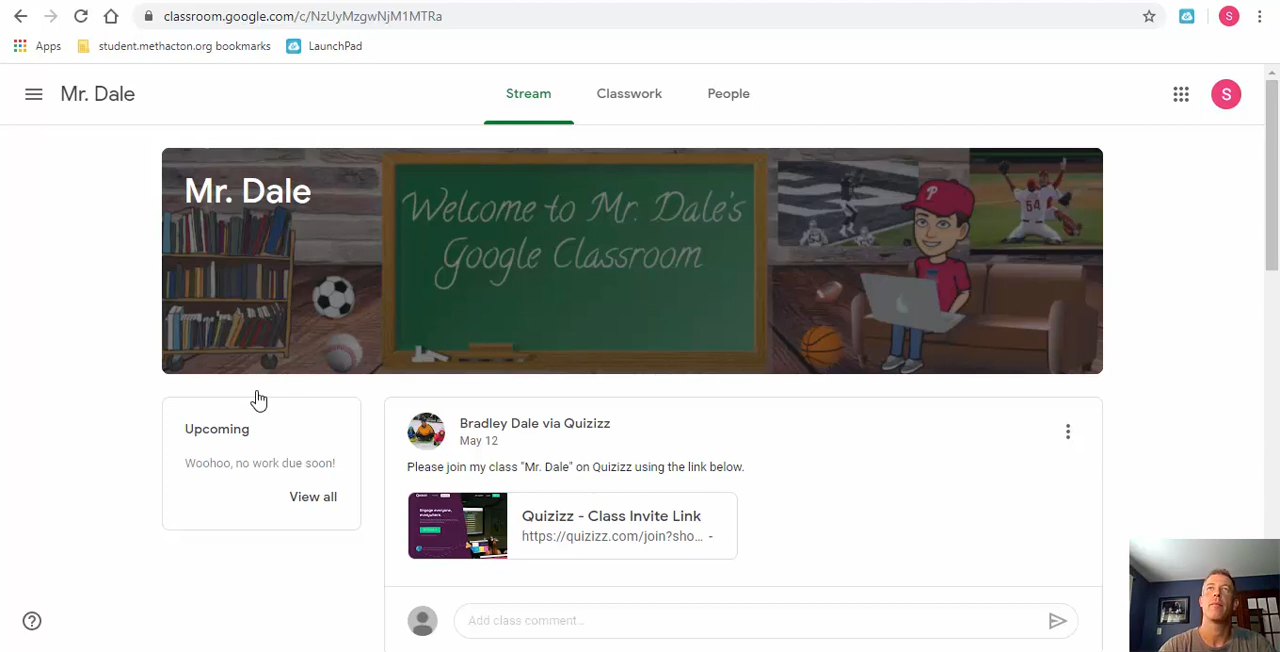 classroom.google.com/c/NzUyMzgwNjM1MTRa
S
Apps
student.methacton.org bookmarks
LaunchPad
Mr. Dale
Stream
Classwork
People
S
Mr. Dale
Welcome to Mr. Dale's
Google Classroom
P
54
Upcoming
Woohoo, no work due soon!
View all
Bradley Dale via Quizizz
May 12
Please join my class "Mr. Dale" on Quizizz using the link below.
Quizizz - Class Invite Link
https://quizizz.com/join?sho… -
Add class comment…